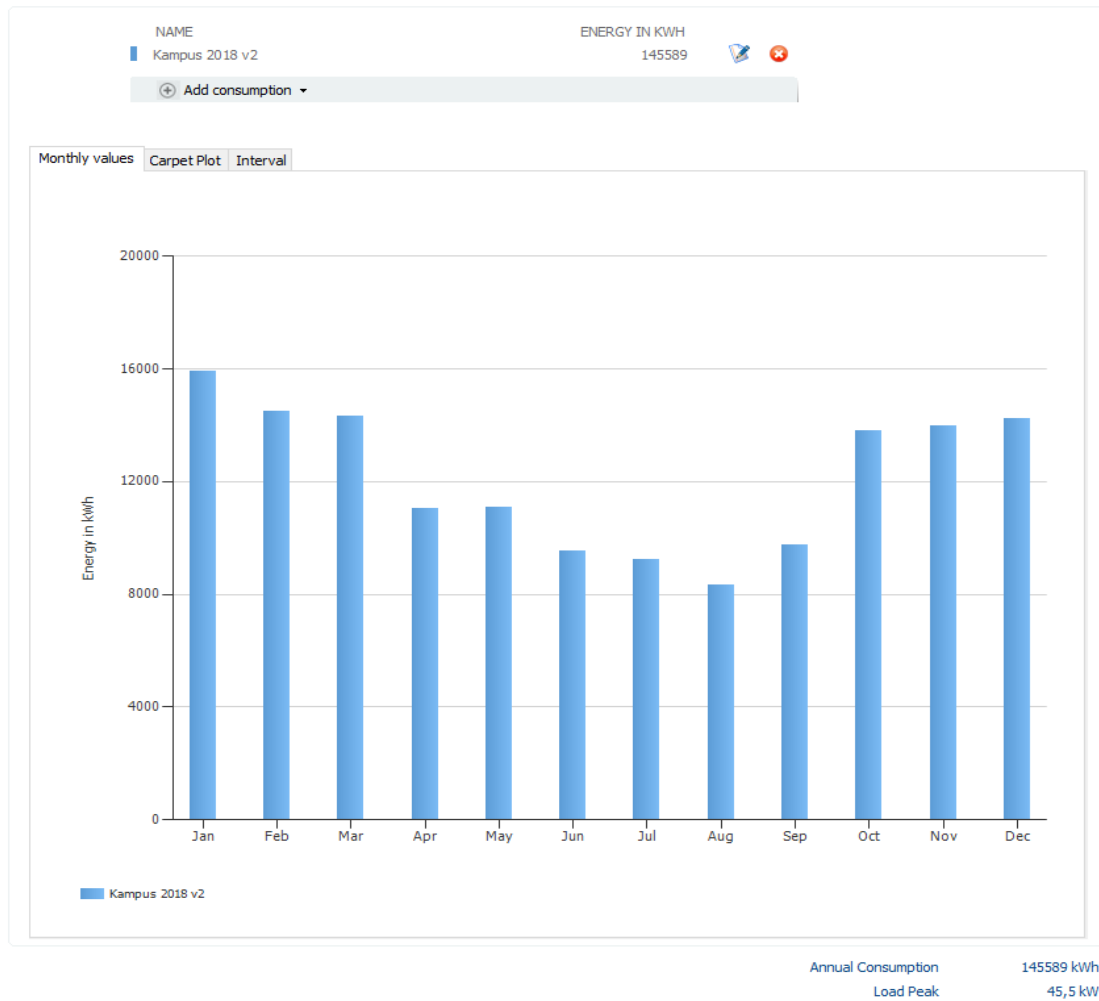 NAME ENERGY IN KWH
Kampus 2018 v2 145589
Add consumption
Monthly values Carpet Plot Interval
20000
16000
12000
8000
4000
0
Energy in kWh
Jan Feb Mar Apr May Jun Jul Aug Sep Oct Nov Dec
Kampus 2018 v2
Annual Consumption 145589 kWh
Load Peak 45,5 kW